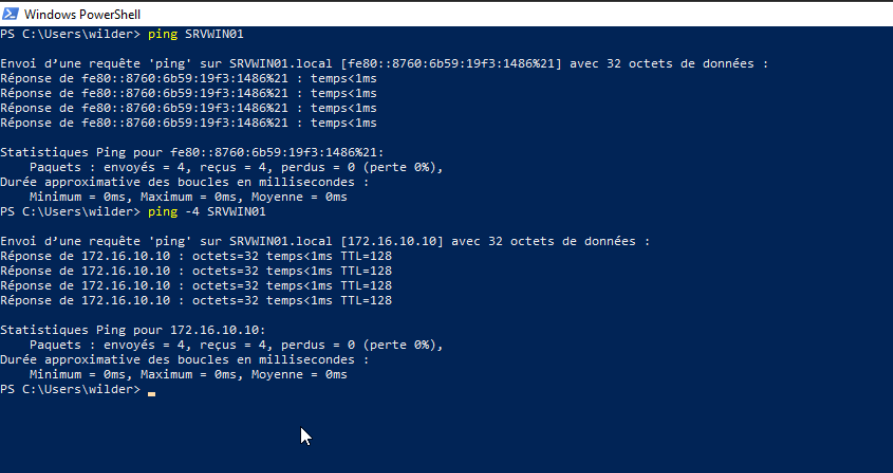 Windows PowerShell
PS C:\Users\wilder> ping SRVWIN01
Envoi d’une requête 'ping' sur SRVWIN01.local [fe80::8760:6b59:19f3:1486%21] avec 32 octets de données :
Réponse de fe80::8760:6b59:19f3:1486%21 : temps<1ms
Réponse de fe80::8760:6b59:19f3:1486%21 : temps<1ms
Réponse de fe80::8760:6b59:19f3:1486%21 : temps<1ms
Réponse de fe80::8760:6b59:19f3:1486%21 : temps<1ms
Statistiques Ping pour fe80::8760:6b59:19f3:1486%21:
Paquets : envoyés = 4, reçus = 4, perdus = 0 (perte 0%),
Durée approximative des boucles en millisecondes :
Minimum = 0ms, Maximum = 0ms, Moyenne = 0ms
PS C:\Users\wilder> ping -4 SRVWIN01
Envoi d’une requête 'ping' sur SRVWIN01.local [172.16.10.10] avec 32 octets de données :
Réponse de 172.16.10.10 : octets=32 temps<1ms TTL=128
Réponse de 172.16.10.10 : octets=32 temps<1ms TTL=128
Réponse de 172.16.10.10 : octets=32 temps<1ms TTL=128
Réponse de 172.16.10.10 : octets=32 temps<1ms TTL=128
Statistiques Ping pour 172.16.10.10:
Paquets : envoyés = 4, reçus = 4, perdus = 0 (perte 0%),
Durée approximative des boucles en millisecondes :
Minimum = 0ms, Maximum = 0ms, Moyenne = 0ms
PS C:\Users\wilder>